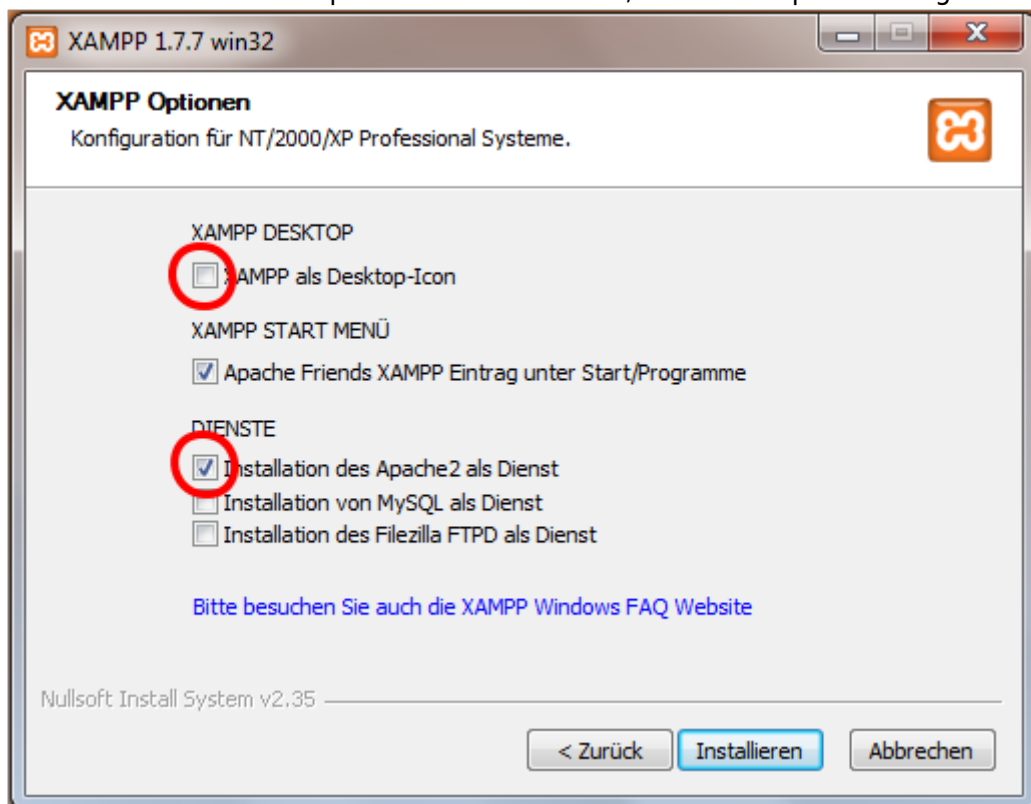 XAMPP 1.7.7 win32
XAMPP Optionen
Konfiguration für NT/2000/XP Professional Systeme.
XAMPP DESKTOP
XAMPP als Desktop-Icon
XAMPP START MENÜ
Apache Friends XAMPP Eintrag unter Start/Programme
DIENSTE
Installation des Apache2 als Dienst
Installation von MySQL als Dienst
Installation des Filezilla FTPD als Dienst
Bitte besuchen Sie auch die XAMPP Windows FAQ Website
Nullsoft Install System v2.35
< Zurück Installieren Abbrechen